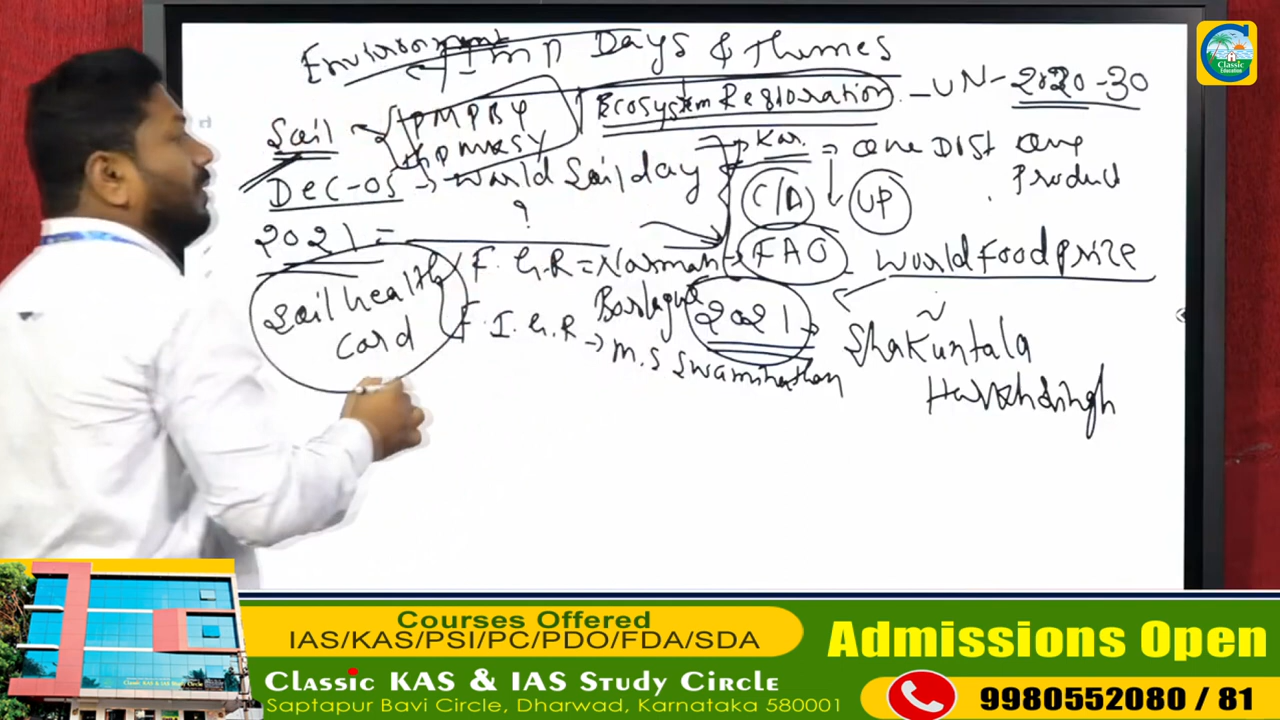 Environment Imp Days & Themes
Soil
PMFBY
PMKSY
Ecosystem Restoration - UN - 2020-30
Dec-05 → World Soil day
?
2021 =
Kar. → One Dist One Product
C/A
UP
FAO
World Food prize
F. G.R = Norman Borlague
F. I. G.R → M.S Swaminathan
2021 → Shakuntala
Harakhsingh
Soil health
card
Classic
Education
Courses Offered
IAS/KAS/PSI/PC/PDO/FDA/SDA
Classic KAS & IAS Study Circle
Saptapur Bavi Circle, Dharwad, Karnataka 580001
Admissions Open
9980552080 / 81